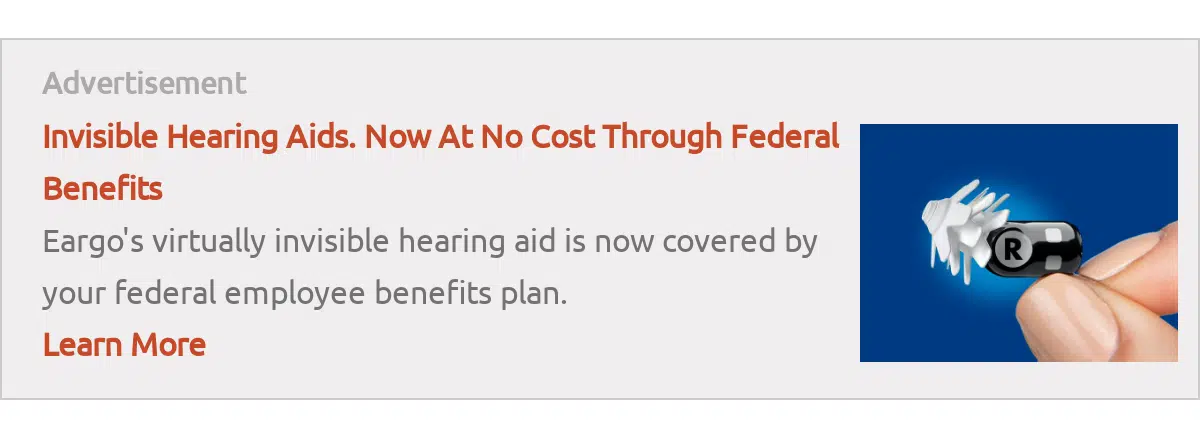 Advertisement
Invisible Hearing Aids. Now At No Cost Through Federal
Benefits
Eargo's virtually invisible hearing aid is now covered by
your federal employee benefits plan.
Learn More
R